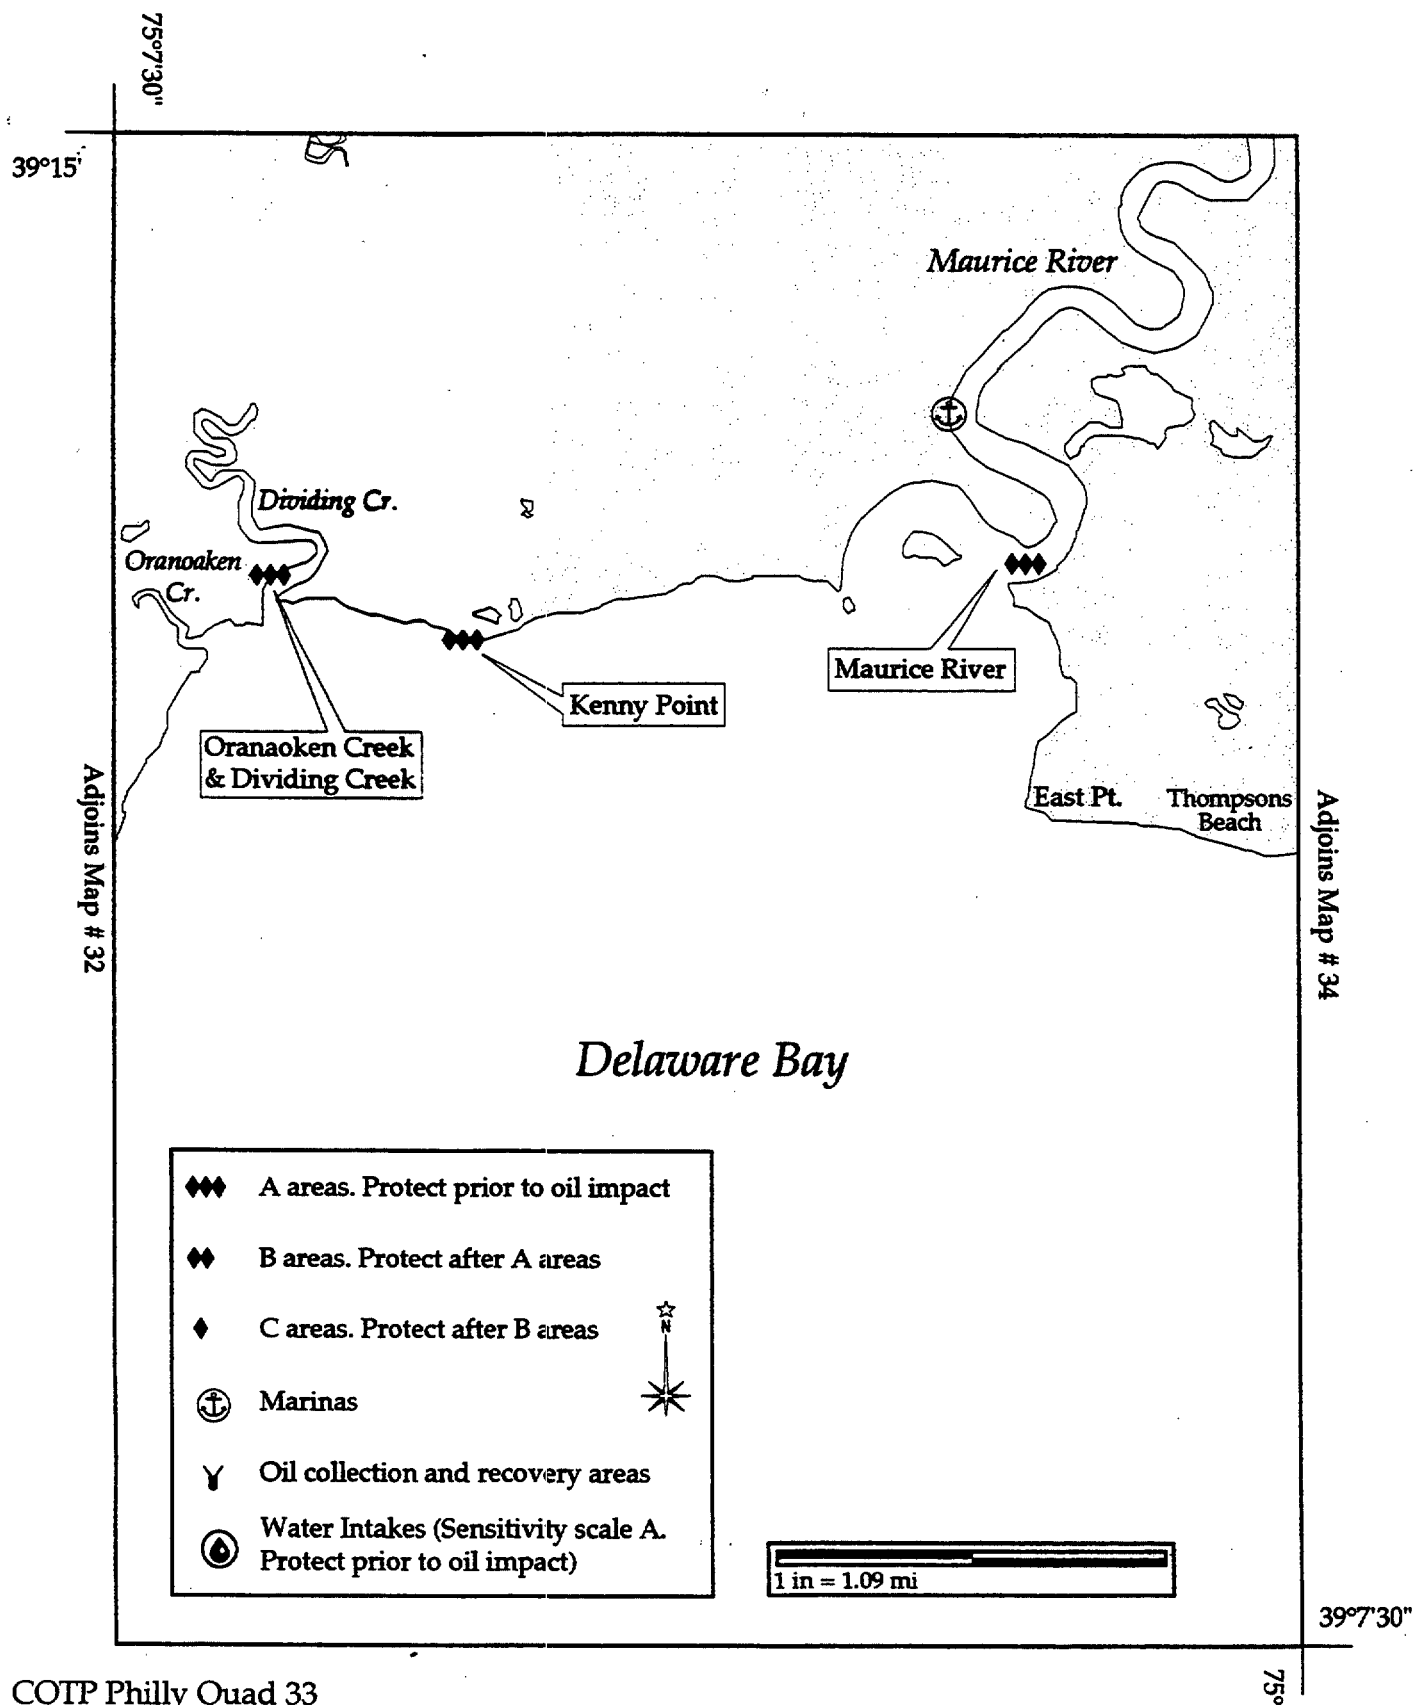 75°7'30"
39°15'
Maurice River
Dividing Cr.
Oranoaken
Cr.
Maurice River
Kenny Point
Oranaoken Creek
& Dividing Creek
East Pt.
Thompsons
Beach
Adjoins Map # 32
Adjoins Map # 34
Delaware Bay
A areas. Protect prior to oil impact
B areas. Protect after A areas
C areas. Protect after B areas
N
Marinas
Oil collection and recovery areas
Water Intakes (Sensitivity scale A.
Protect prior to oil impact)
1 in = 1.09 mi
39°7'30"
75°
COTP Philly Quad 33